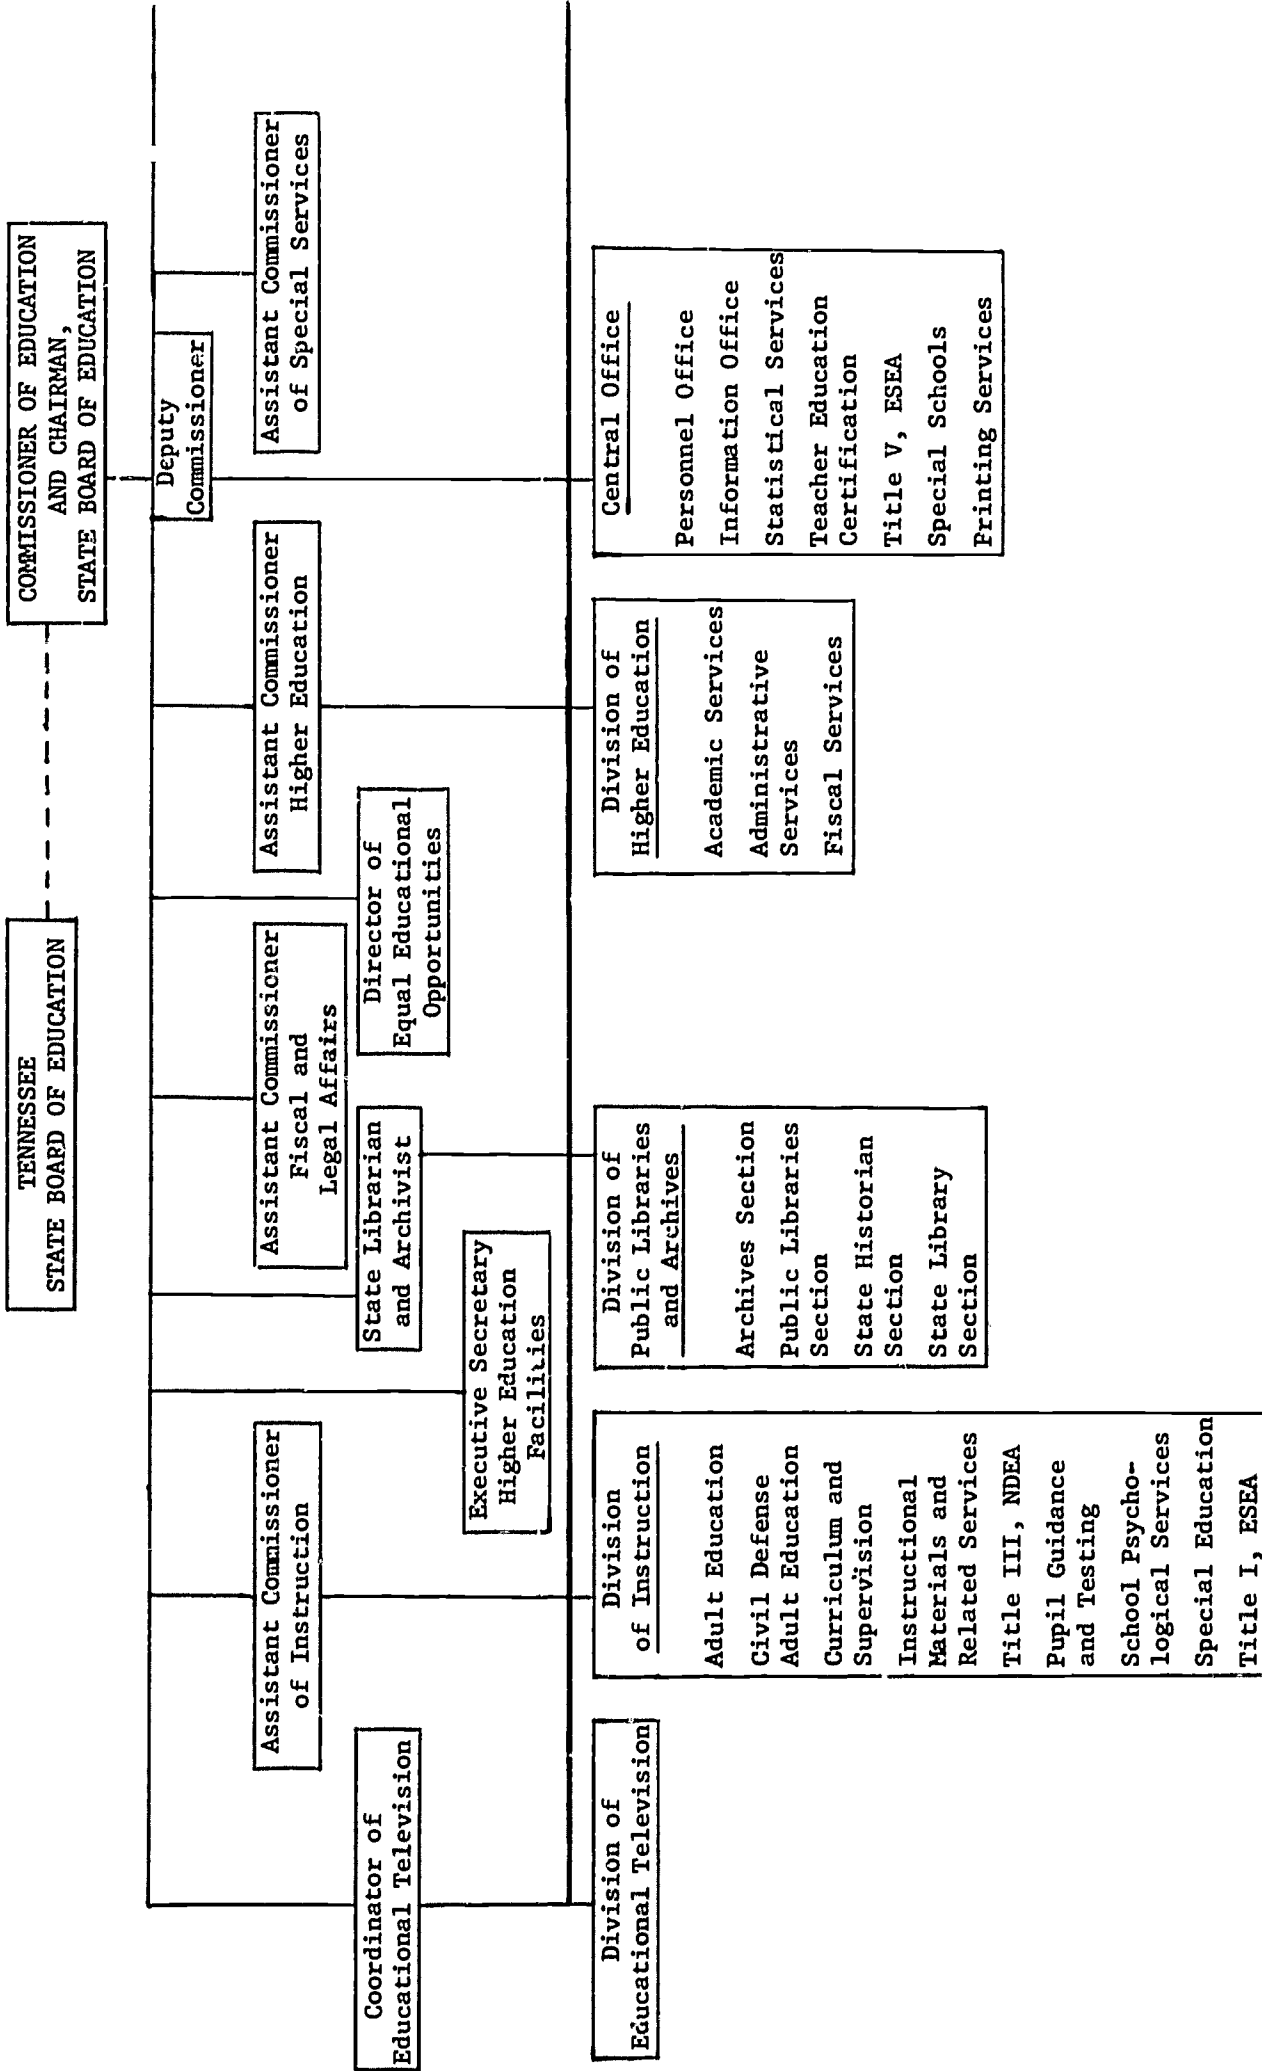 TENNESSEE
STATE BOARD OF EDUCATION
COMMISSIONER OF EDUCATION
AND CHAIRMAN,
STATE BOARD OF EDUCATION
Deputy
Commissioner
Coordinator of
Educational Television
Assistant Commissioner
of Instruction
Executive Secretary
Higher Education
Facilities
State Librarian
and Archivist
Assistant Commissioner
Fiscal and
Legal Affairs
Director of
Equal Educational
Opportunities
Assistant Commissioner
Higher Education
Assistant Commissioner
of Special Services
Division of
Educational Television
Division
of Instruction
Adult Education
Civil Defense
Adult Education
Curriculum and
Supervision
Instructional
Materials and
Related Services
Title III, NDEA
Pupil Guidance
and Testing
School Psycho-
logical Services
Special Education
Title I, ESEA
Division of
Public Libraries
and Archives
Archives Section
Public Libraries
Section
State Historian
Section
State Library
Section
Division of
Higher Education
Academic Services
Administrative
Services
Fiscal Services
Central Office
Personnel Office
Information Office
Statistical Services
Teacher Education
Certification
Title V, ESEA
Special Schools
Printing Services